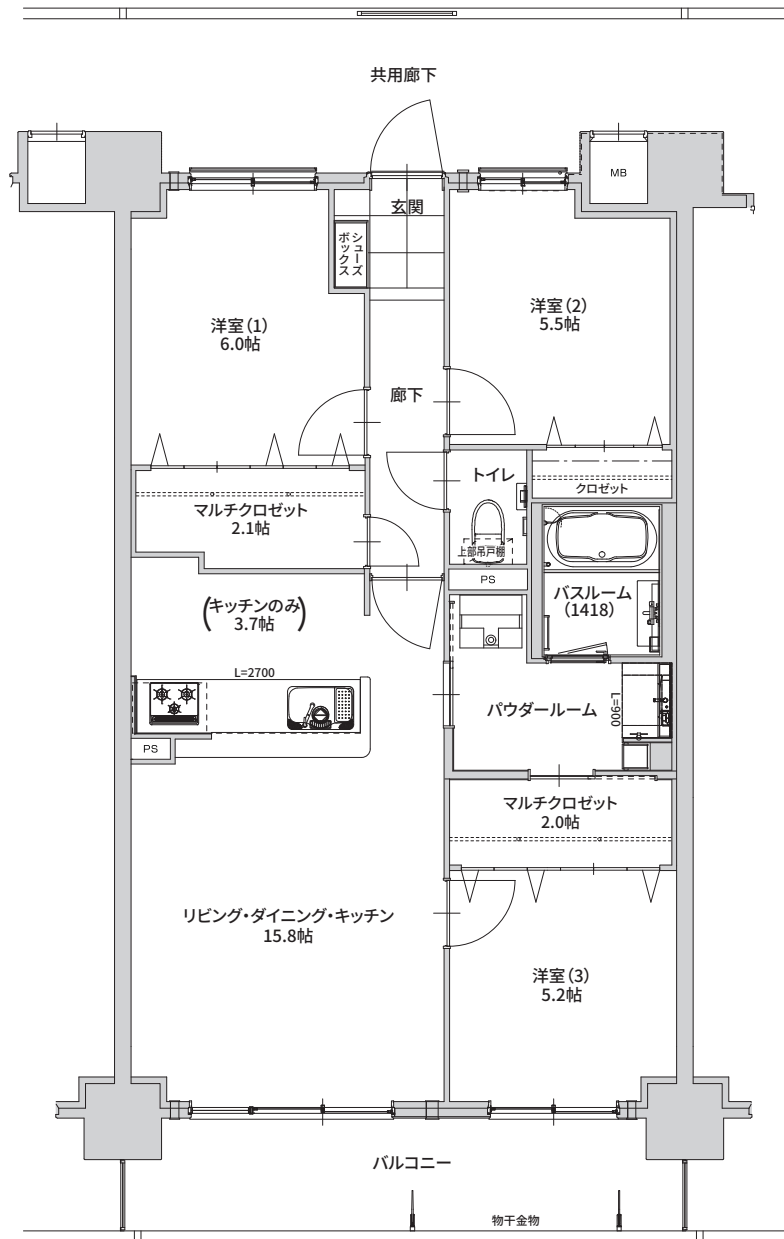 共用廊下
MB
玄関
シューズ
ボックス
洋室(1)
6.0帖
洋室(2)
5.5帖
廊下
トイレ
クロゼット
マルチクロゼット
2.1帖
上部吊戸棚
PS
バスルーム
(1418)
(キッチンのみ)
3.7帖
L=2700
パウダールーム
L=900
PS
マルチクロゼット
2.0帖
リビング・ダイニング・キッチン
15.8帖
洋室(3)
5.2帖
バルコニー
物干金物